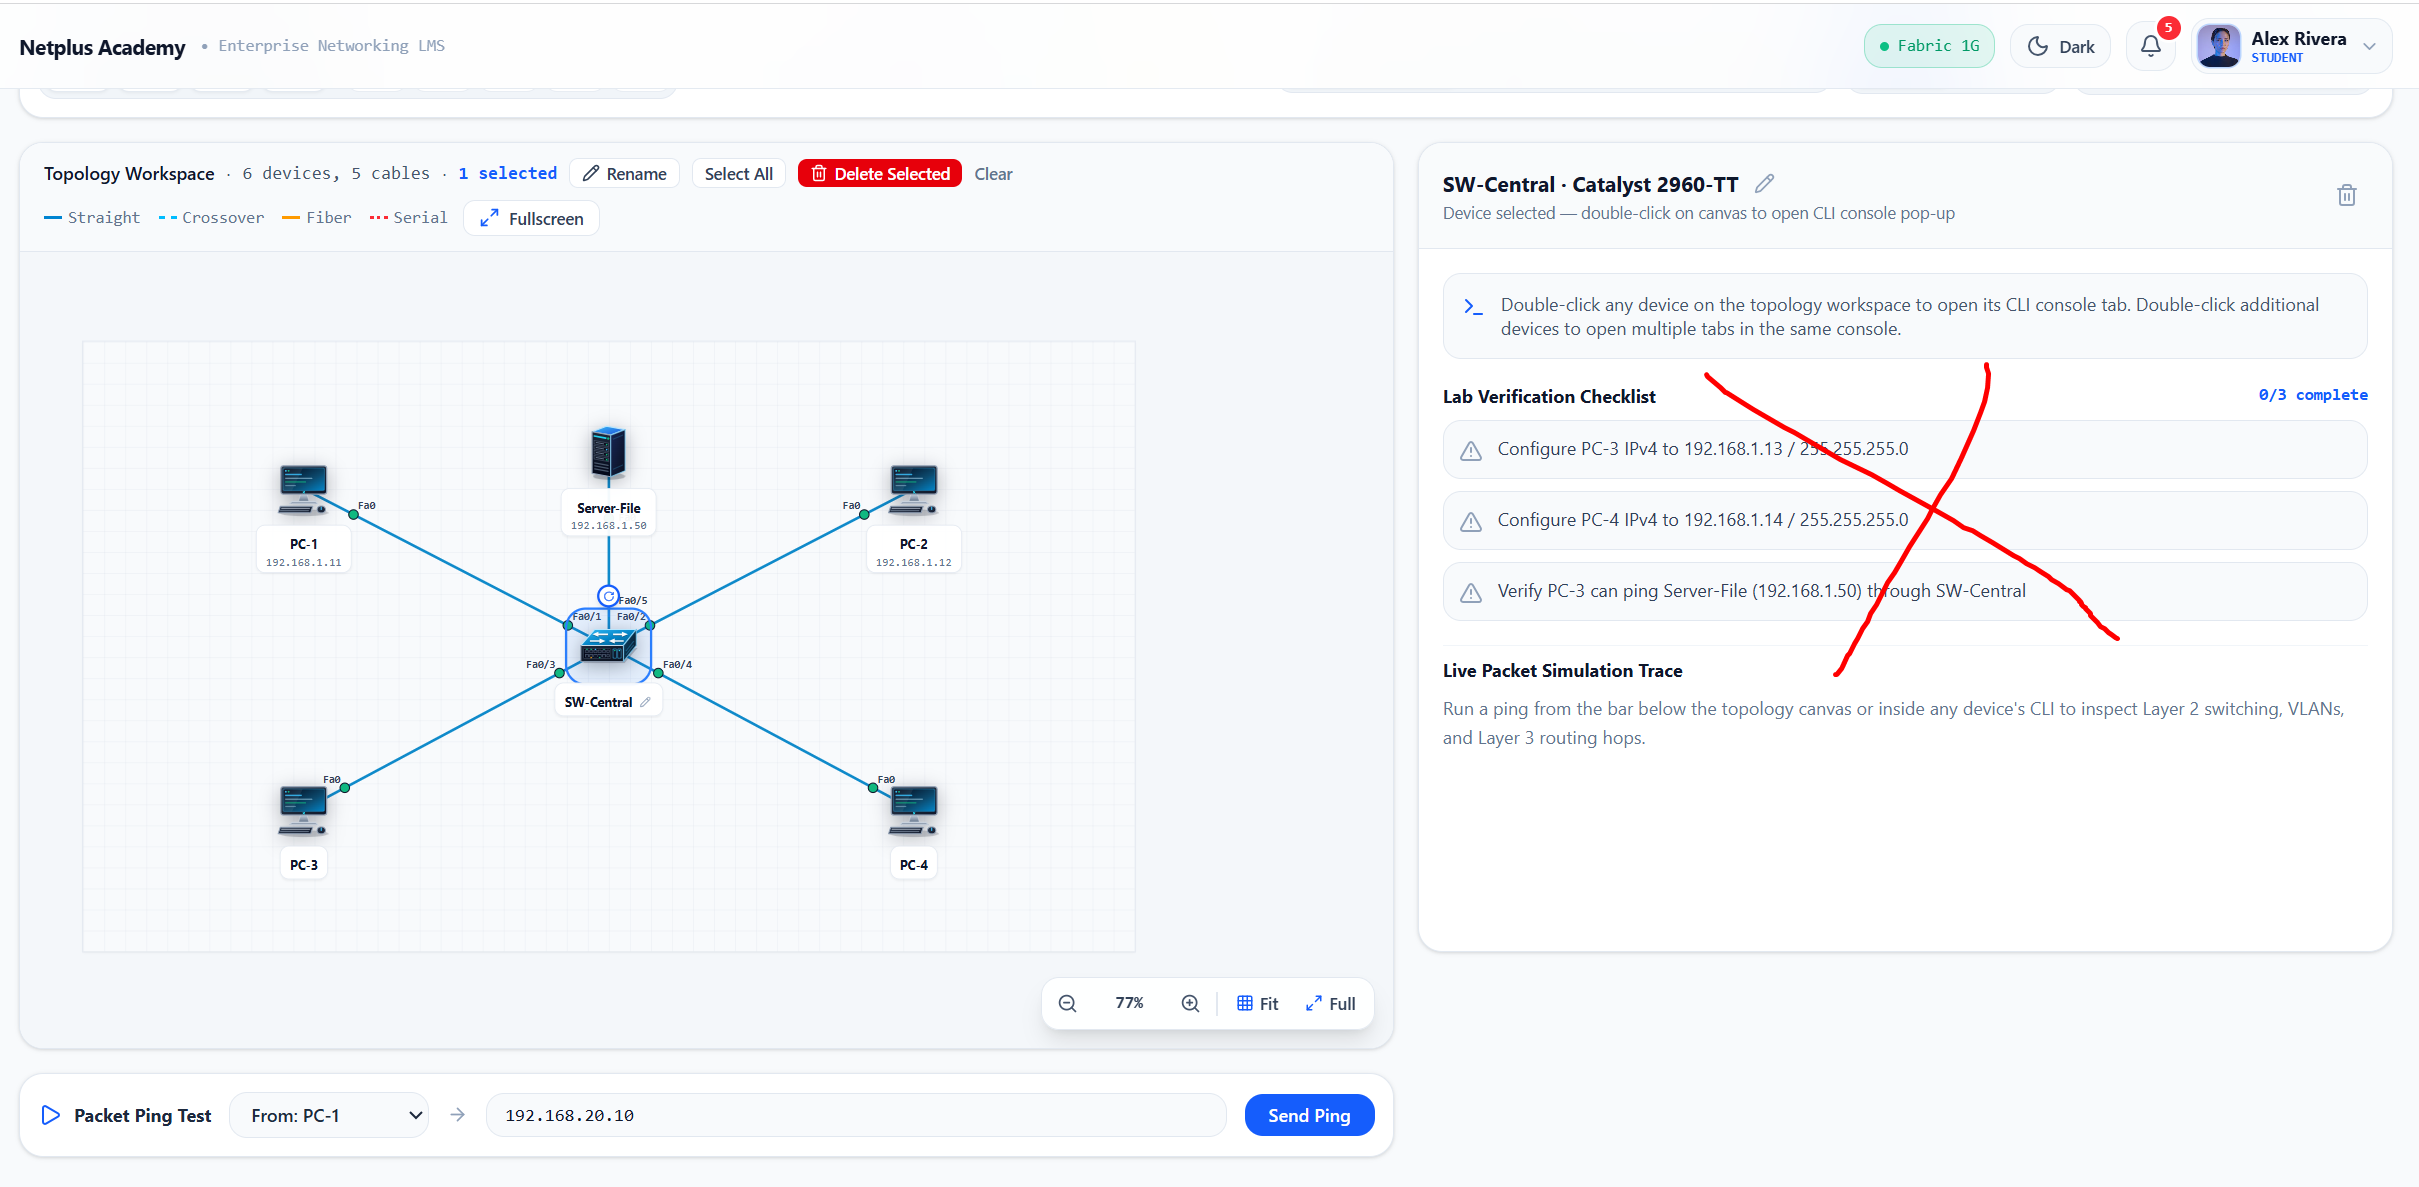 Netplus Academy • Enterprise Networking LMS
Fabric 1G
Dark
5
Alex Rivera
STUDENT
Topology Workspace · 6 devices, 5 cables · 1 selected
Rename
Select All
Delete Selected
Clear
Straight
Crossover
Fiber
Serial
Fullscreen
PC-1
192.168.1.11
Fa0
Server-File
192.168.1.50
Fa0
PC-2
192.168.1.12
Fa0/5
Fa0/1
Fa0/2
Fa0/3
Fa0/4
SW-Central
Fa0
PC-3
Fa0
PC-4
77%
Fit
Full
Packet Ping Test
From: PC-1
192.168.20.10
Send Ping
SW-Central · Catalyst 2960-TT
Device selected — double-click on canvas to open CLI console pop-up
Double-click any device on the topology workspace to open its CLI console tab. Double-click additional
devices to open multiple tabs in the same console.
Lab Verification Checklist
0/3 complete
Configure PC-3 IPv4 to 192.168.1.13 / 255.255.255.0
Configure PC-4 IPv4 to 192.168.1.14 / 255.255.255.0
Verify PC-3 can ping Server-File (192.168.1.50) through SW-Central
Live Packet Simulation Trace
Run a ping from the bar below the topology canvas or inside any device's CLI to inspect Layer 2 switching, VLANs,
and Layer 3 routing hops.